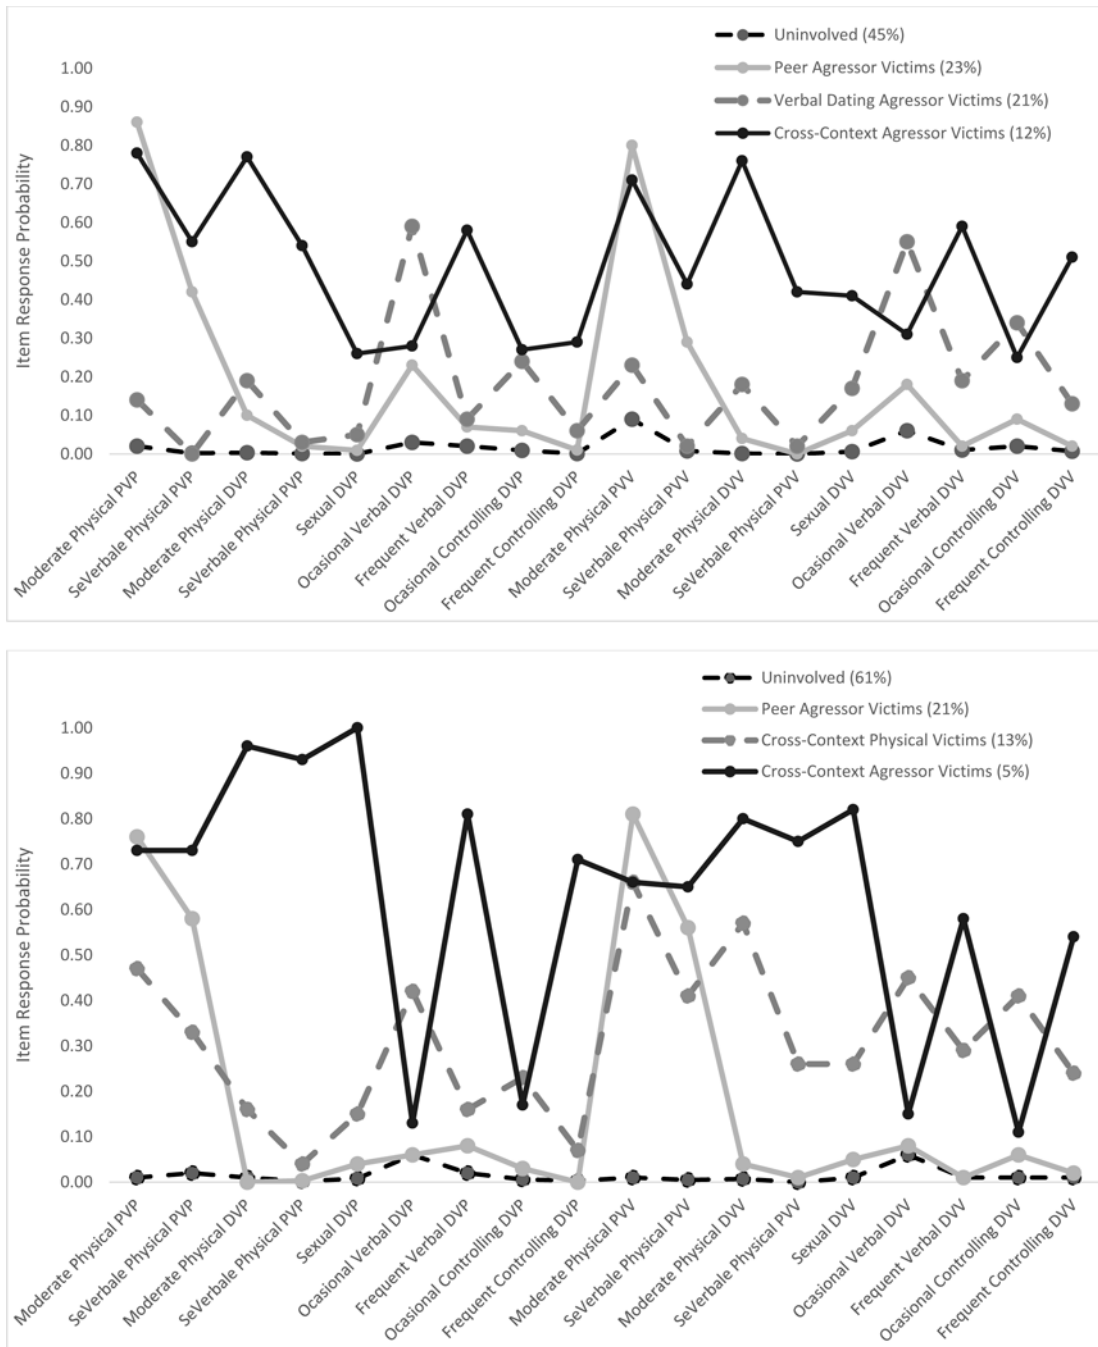 Uninvolved (45%)
Peer Agressor Victims (23%)
Verbal Dating Agressor Victims (21%)
Cross-Context Agressor Victims (12%)
1.00
0.90
0.80
0.70
0.60
0.50
0.40
0.30
0.20
0.10
0.00
Item Response Probability
Moderate Physical PVP
SeVerbale Physical PVP
Moderate Physical DVP
SeVerbale Physical PVP
Sexual DVP
Ocasional Verbal DVP
Frequent Verbal DVP
Ocasional Controlling DVP
Frequent Controlling DVP
Moderate Physical PVV
SeVerbale Physical PVV
Moderate Physical DVV
SeVerbale Physical PVV
Sexual DVV
Ocasional Verbal DVV
Frequent Verbal DVV
Ocasional Controlling DVV
Frequent Controlling DVV
Uninvolved (61%)
Peer Agressor Victims (21%)
Cross-Context Physical Victims (13%)
Cross-Context Agressor Victims (5%)
1.00
0.90
0.80
0.70
0.60
0.50
0.40
0.30
0.20
0.10
0.00
Item Response Probability
Moderate Physical PVP
SeVerbale Physical PVP
Moderate Physical DVP
SeVerbale Physical PVP
Sexual DVP
Ocasional Verbal DVP
Frequent Verbal DVP
Ocasional Controlling DVP
Frequent Controlling DVP
Moderate Physical PVV
SeVerbale Physical PVV
Moderate Physical DVV
SeVerbale Physical PVV
Sexual DVV
Ocasional Verbal DVV
Frequent Verbal DVV
Ocasional Controlling DVV
Frequent Controlling DVV